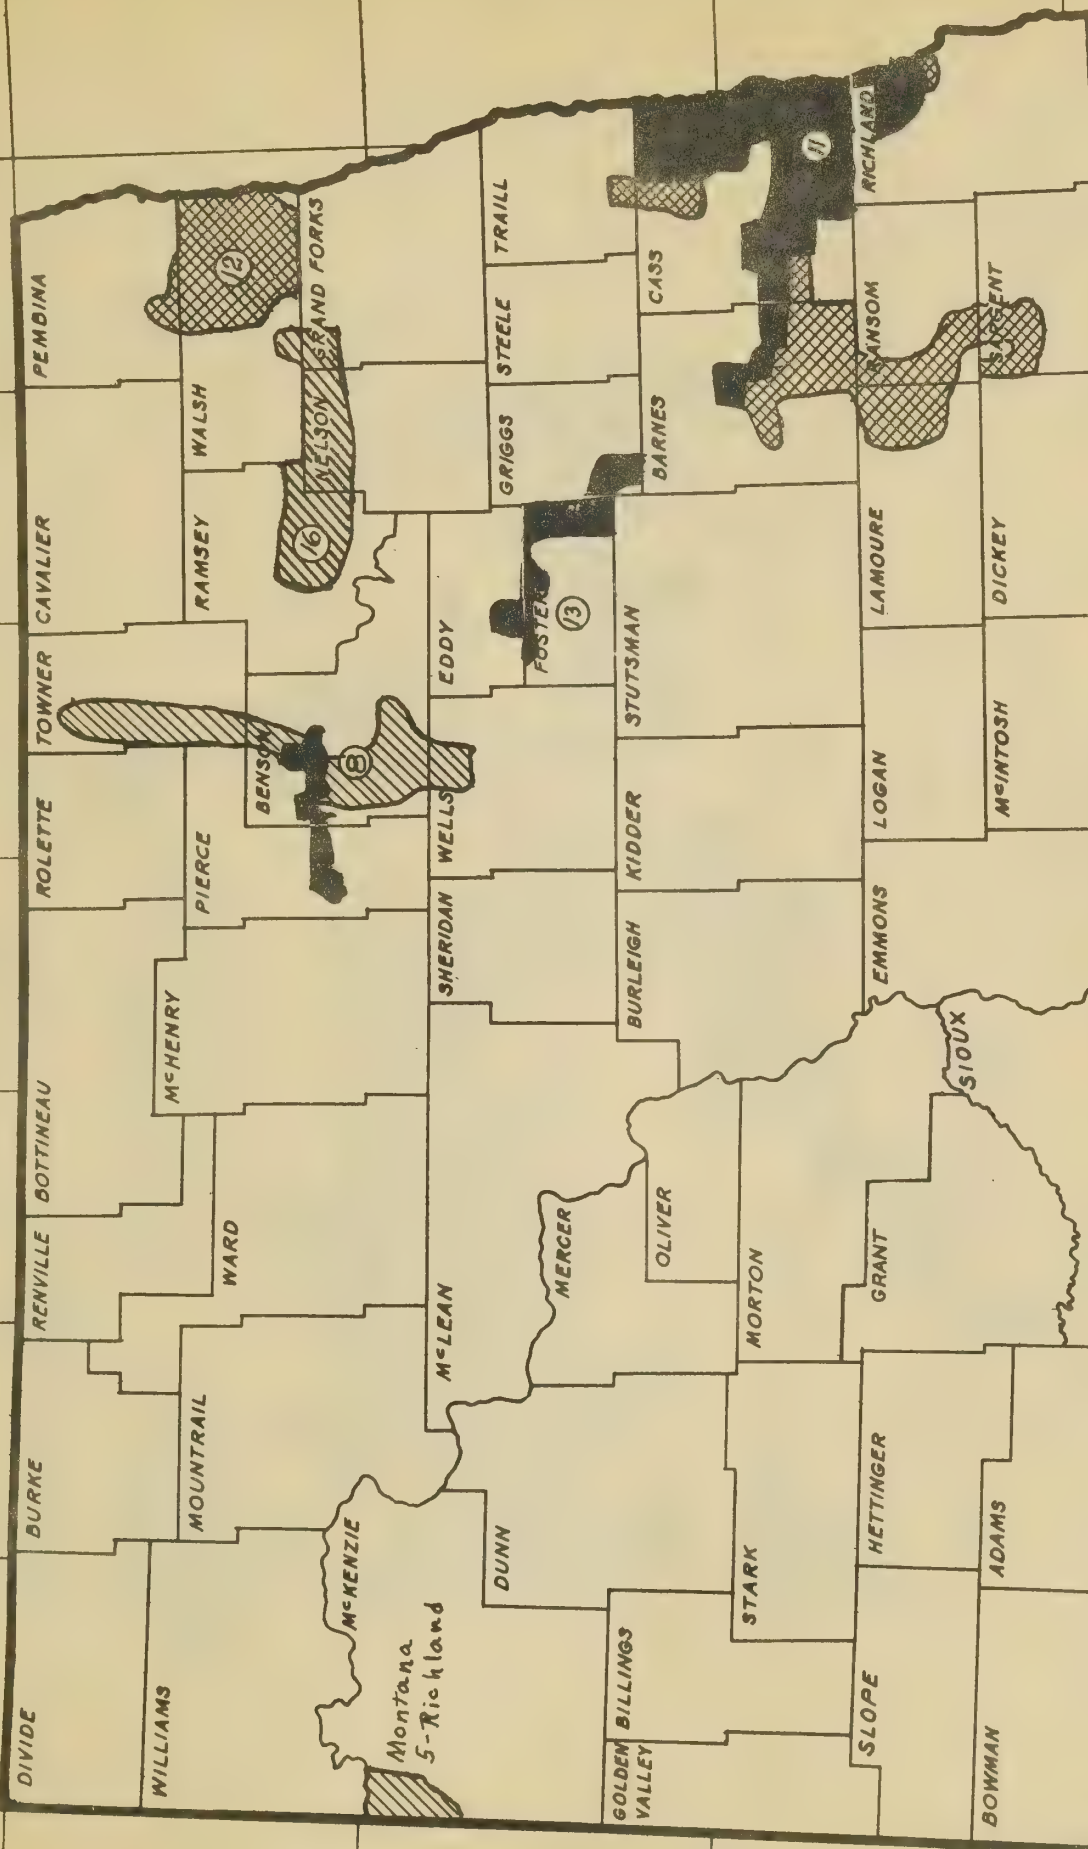 DIVIDE
BURKE
RENVILLE
BOTTINEAU
ROLETTE
TOWNER
CAVALIER
PEMBINA
WILLIAMS
MOUNTRAIL
WARD
McHENRY
PIERCE
BENSON
RAMSEY
WALSH
12
16
NELSON
GRAND FORKS
8
McKENZIE
Montana
5-Richland
McLEAN
SHERIDAN
WELLS
EDDY
FOSTER
13
GRIGGS
STEELE
TRAILL
DUNN
MERCER
OLIVER
BURLEIGH
KIDDER
STUTSMAN
BARNES
CASS
11
GOLDEN
VALLEY
BILLINGS
STARK
MORTON
SLOPE
HETTINGER
GRANT
SIOUX
EMMONS
LOGAN
LAMOURE
RANSOM
RICHLAND
BOWMAN
ADAMS
McINTOSH
DICKEY
SARGENT